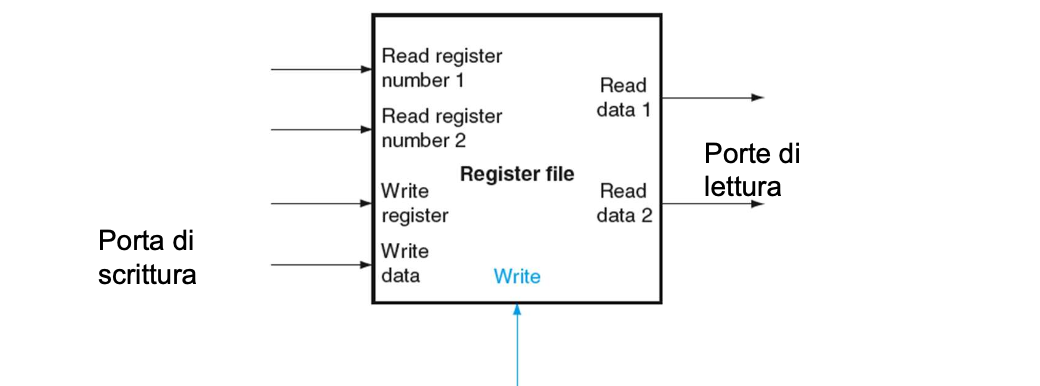 Read register
number 1
Read register
number 2
Write
register
Write
data
Register file
Write
Read
data 1
Read
data 2
Porta di
scrittura
Porte di
lettura